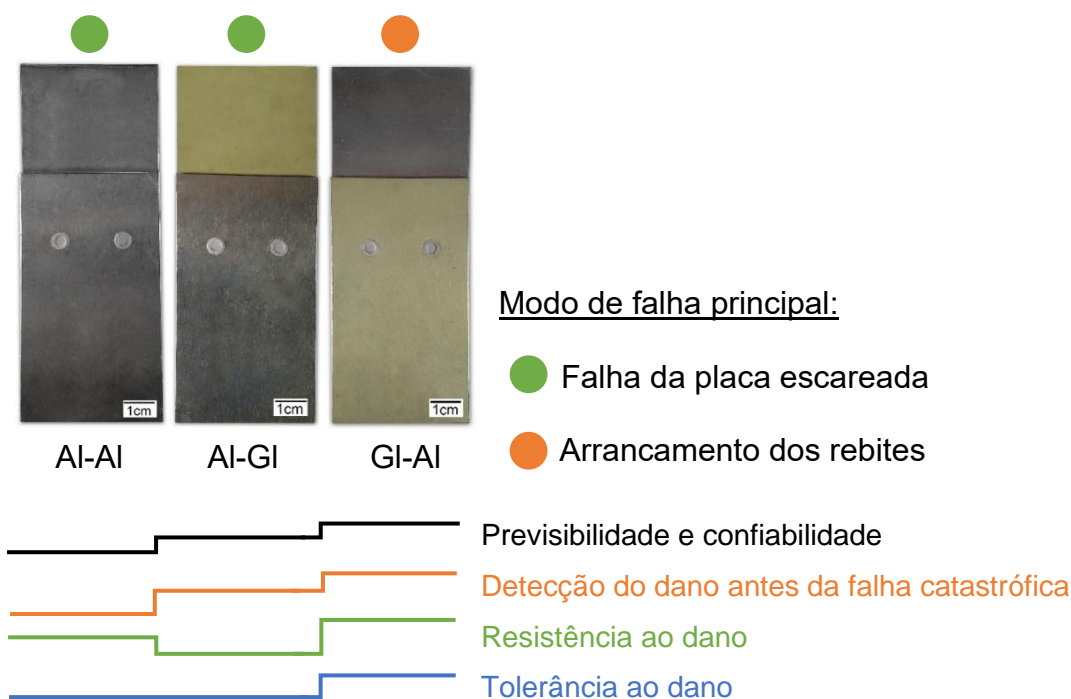 1cm 1cm 1cm
Al-Al Al-Gl Gl-Al
Modo de falha principal:
Falha da placa escareada
Arrancamento dos rebites
Previsibilidade e confiabilidade
Detecção do dano antes da falha catastrófica
Resistência ao dano
Tolerância ao dano